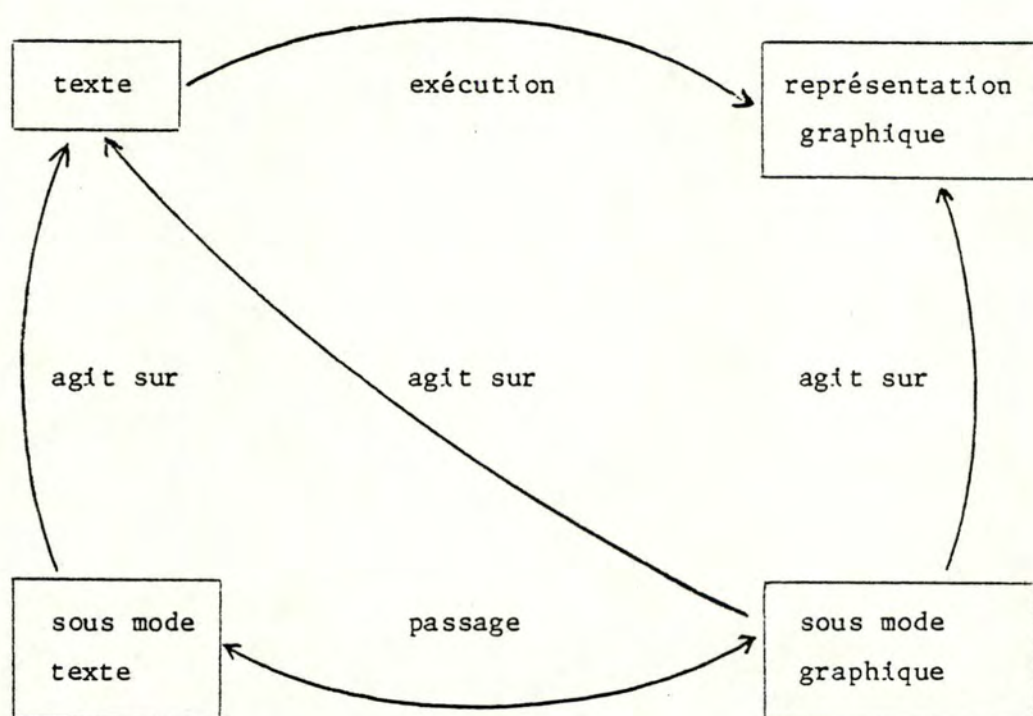 texte
exécution
représentation
graphique
agit sur
agit sur
agit sur
sous mode
texte
passage
sous mode
graphique